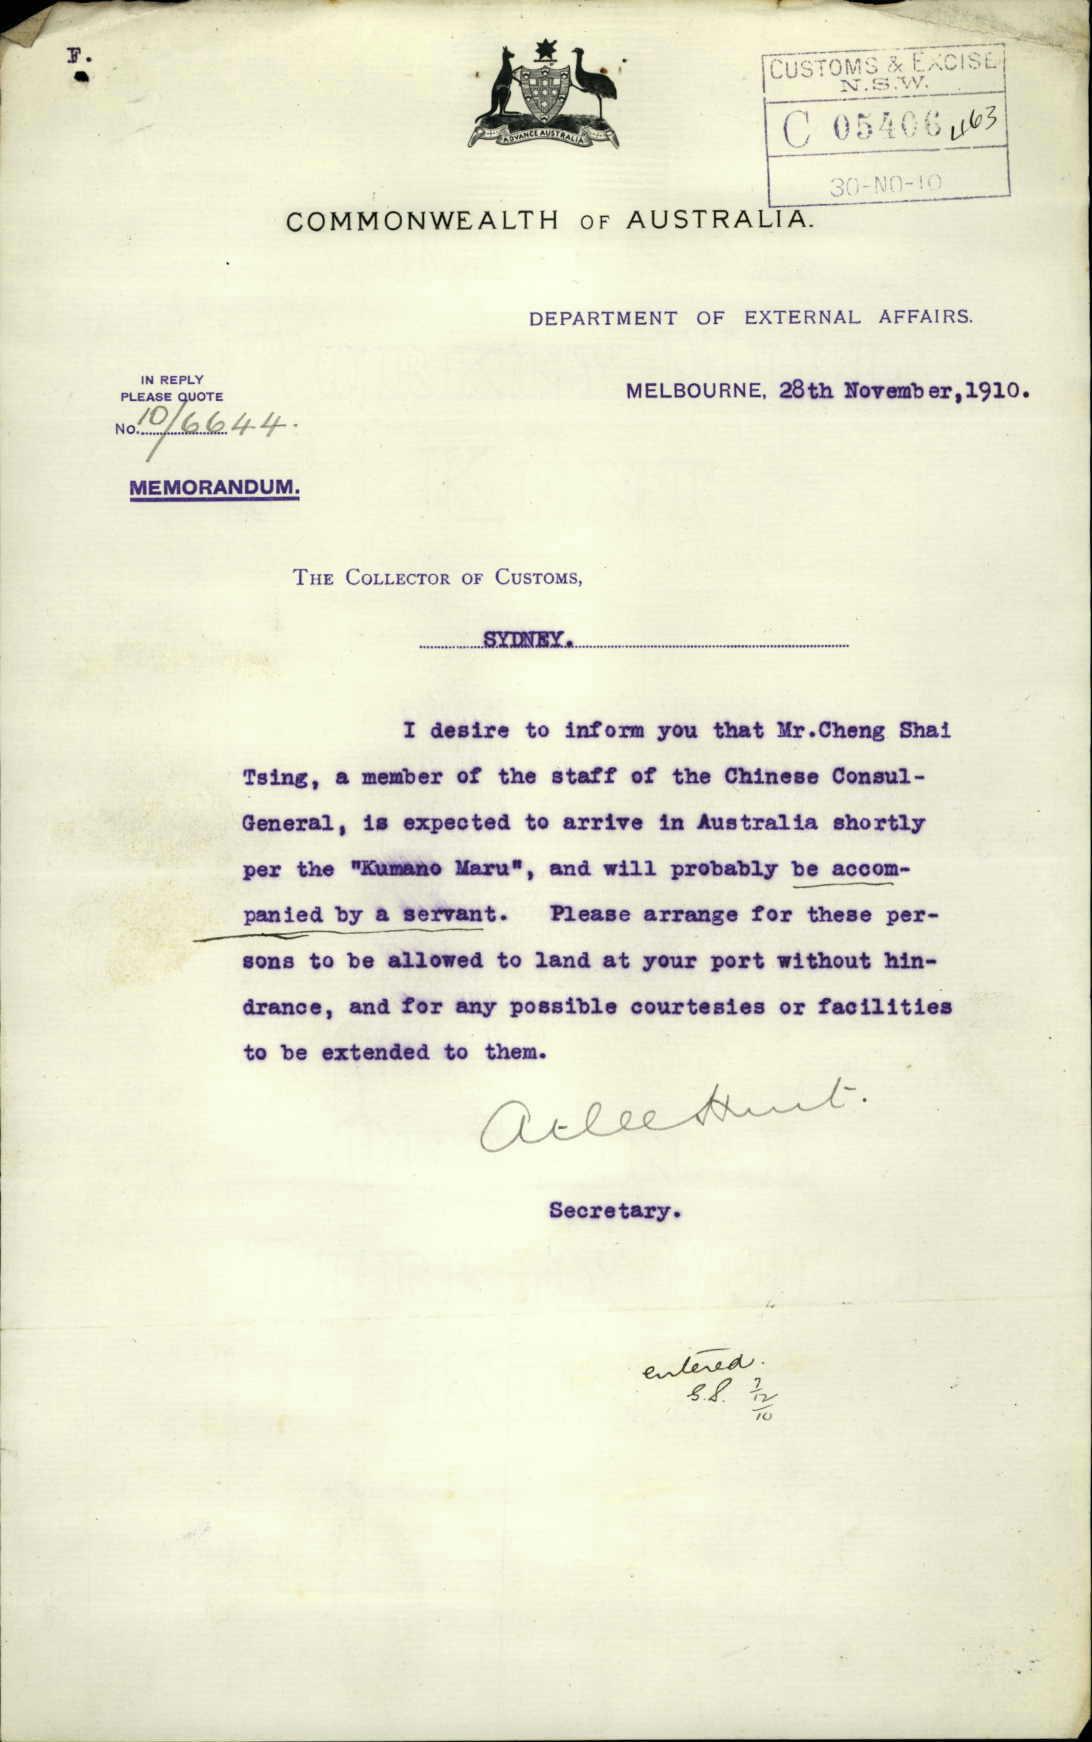 F.
ADVANCE AUSTRALIA
CUSTOMS & EXCISE
N.S.W.
C 05406 463
30-NO-10
COMMONWEALTH OF AUSTRALIA.
DEPARTMENT OF EXTERNAL AFFAIRS.
IN REPLY
PLEASE QUOTE
No. 10/6644.
MELBOURNE, 28th November, 1910.
MEMORANDUM.
THE COLLECTOR OF CUSTOMS,
SYDNEY.
I desire to inform you that Mr.Cheng Shai
Tsing, a member of the staff of the Chinese Consul-
General, is expected to arrive in Australia shortly
per the "Kumano Maru", and will probably be accom-
panied by a servant. Please arrange for these per-
sons to be allowed to land at your port without hin-
drance, and for any possible courtesies or facilities
to be extended to them.
Atlee Hunt.
Secretary.
entered.
12
10